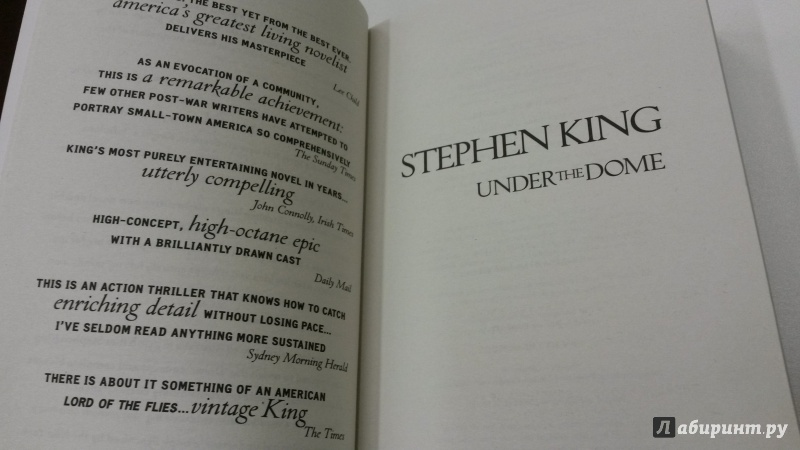 THE BEST YET FROM THE BEST EVER.
america's greatest living novelist
DELIVERS HIS MASTERPIECE
Lee Child
AS AN EVOCATION OF A COMMUNITY,
THIS IS a remarkable achievement:
FEW OTHER POST-WAR WRITERS HAVE ATTEMPTED TO
PORTRAY SMALL-TOWN AMERICA SO COMPREHENSIVELY
The Sunday Times
KING'S MOST PURELY ENTERTAINING NOVEL IN YEARS...
utterly compelling
John Connolly, Irish Times
HIGH-CONCEPT, high-octane epic
WITH A BRILLIANTLY DRAWN CAST
Daily Mail
THIS IS AN ACTION THRILLER THAT KNOWS HOW TO CATCH
enriching detail WITHOUT LOSING PACE...
I'VE SELDOM READ ANYTHING MORE SUSTAINED
Sydney Morning Herald
THERE IS ABOUT IT SOMETHING OF AN AMERICAN
LORD OF THE FLIES...vintage King
The Times
STEPHEN KING
UNDER THE DOME
Лабиринт.ру